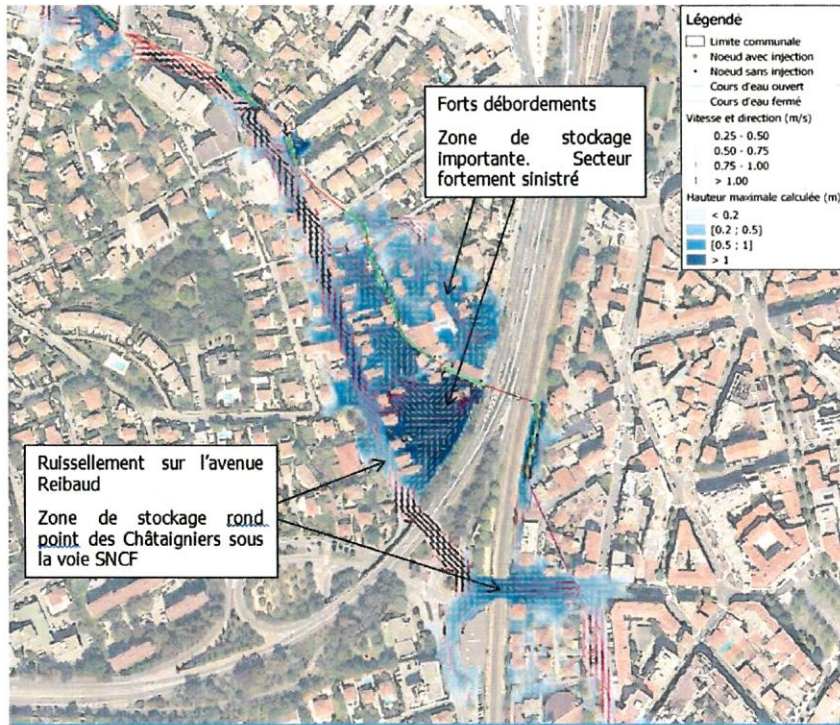 Légende
Limite communale
Noeud avec injection
Noeud sans injection
Cours d'eau ouvert
Cours d'eau fermé
Vitesse et direction (m/s)
0.25 - 0.50
0.50 - 0.75
0.75 - 1.00
> 1.00
Hauteur maximale calculée (m)
< 0.2
[0.2 ; 0.5]
[0.5 ; 1]
> 1
Forts débordements
Zone de stockage
importante. Secteur
fortement sinistré
Ruissellement sur l'avenue
Reibaud
Zone de stockage rond
point des Châtaigniers sous
la voie SNCF